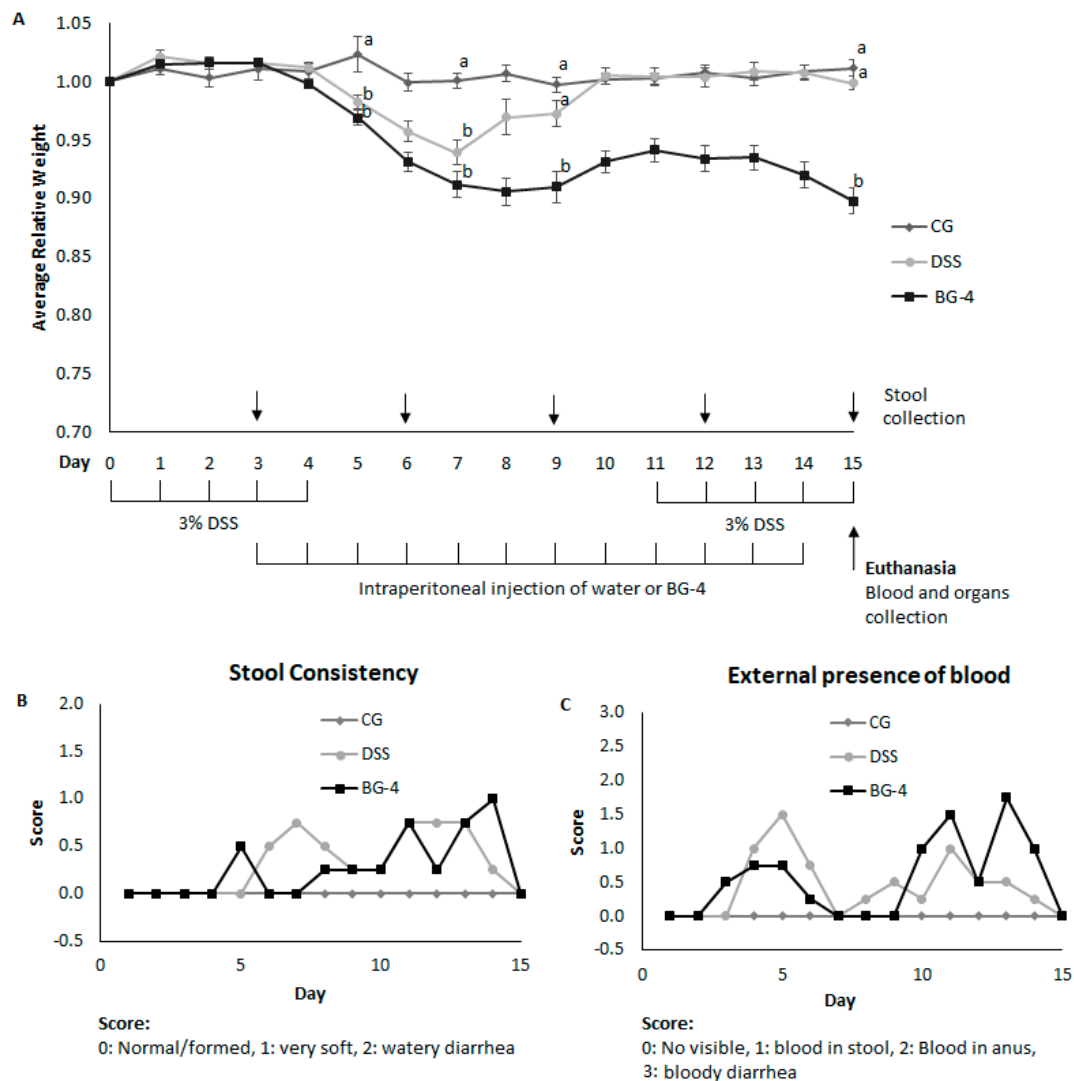 A
1.05
1.00
0.95
0.90
0.85
0.80
0.75
0.70
Average Relative Weight
a
b
b
a
b
b
a
a
b
a
a
b
CG
DSS
BG-4
Stool
collection
Day 0 1 2 3 4 5 6 7 8 9 10 11 12 13 14 15
3% DSS
3% DSS
Intraperitoneal injection of water or BG-4
Euthanasia
Blood and organs
collection
Stool Consistency
B
2.0
1.5
1.0
0.5
0.0
-0.5
Score
CG
DSS
BG-4
0 5 10 15
Day
Score:
0: Normal/formed, 1: very soft, 2: watery diarrhea
External presence of blood
C
3.0
2.5
2.0
1.5
1.0
0.5
0.0
-0.5
Score
CG
DSS
BG-4
0 5 10 15
Day
Score:
0: No visible, 1: blood in stool, 2: Blood in anus,
3: bloody diarrhea